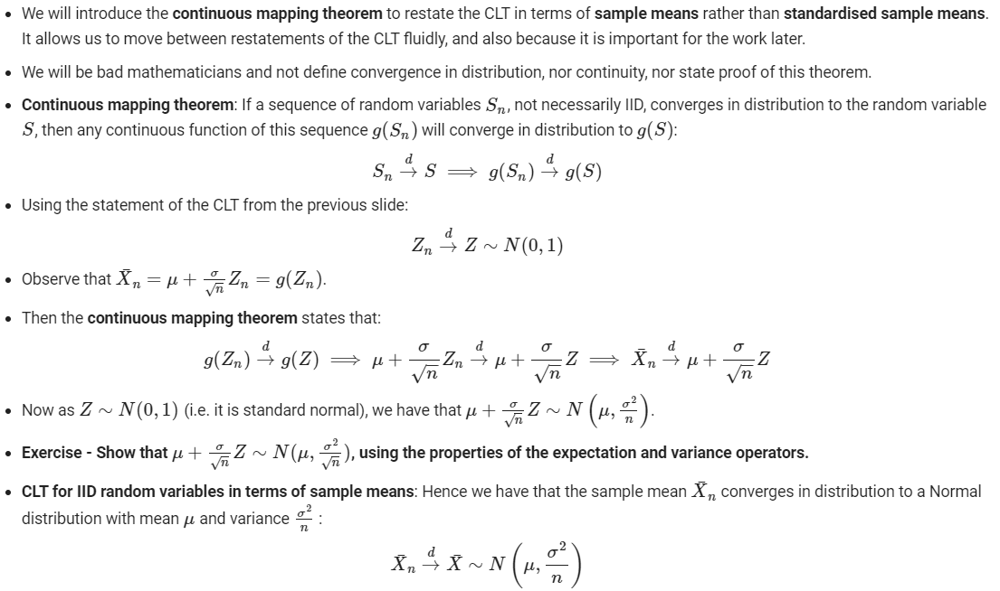 • We will introduce the continuous mapping theorem to restate the CLT in terms of sample means rather than standardised sample means.
It allows us to move between restatements of the CLT fluidly, and also because it is important for the work later.
• We will be bad mathematicians and not define convergence in distribution, nor continuity, nor state proof of this theorem.
• Continuous mapping theorem: If a sequence of random variables $S_n$, not necessarily IID, converges in distribution to the random variable
$S$, then any continuous function of this sequence $g(S_n)$ will converge in distribution to $g(S)$:
$S_n \xrightarrow{d} S \implies g(S_n) \xrightarrow{d} g(S)$
• Using the statement of the CLT from the previous slide:
$Z_n \xrightarrow{d} Z \sim N(0, 1)$
• Observe that $\bar{X}_n = \mu + \frac{\sigma}{\sqrt{n}} Z_n = g(Z_n)$.
• Then the continuous mapping theorem states that:
$g(Z_n) \xrightarrow{d} g(Z) \implies \mu + \frac{\sigma}{\sqrt{n}} Z_n \xrightarrow{d} \mu + \frac{\sigma}{\sqrt{n}} Z \implies \bar{X}_n \xrightarrow{d} \mu + \frac{\sigma}{\sqrt{n}} Z$
• Now as $Z \sim N(0, 1)$ (i.e. it is standard normal), we have that $\mu + \frac{\sigma}{\sqrt{n}} Z \sim N\left(\mu, \frac{\sigma^2}{n}\right)$.
• Exercise - Show that $\mu + \frac{\sigma}{\sqrt{n}} Z \sim N(\mu, \frac{\sigma^2}{\sqrt{n}})$, using the properties of the expectation and variance operators.
• CLT for IID random variables in terms of sample means: Hence we have that the sample mean $\bar{X}_n$ converges in distribution to a Normal
distribution with mean $\mu$ and variance $\frac{\sigma^2}{n}$ :
$\bar{X}_n \xrightarrow{d} \bar{X} \sim N\left(\mu, \frac{\sigma^2}{n}\right)$